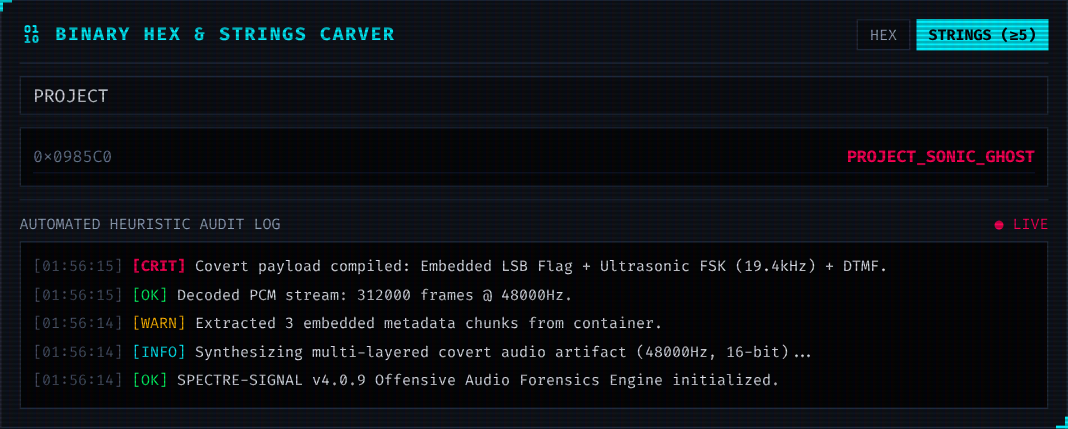 01
10
BINARY HEX & STRINGS CARVER
HEX
STRINGS (≥5)
PROJECT
0×0985C0
PROJECT_SONIC_GHOST
AUTOMATED HEURISTIC AUDIT LOG
● LIVE
[01:56:15] [CRIT] Covert payload compiled: Embedded LSB Flag + Ultrasonic FSK (19.4kHz) + DTMF.
[01:56:15] [OK] Decoded PCM stream: 312000 frames @ 48000Hz.
[01:56:14] [WARN] Extracted 3 embedded metadata chunks from container.
[01:56:14] [INFO] Synthesizing multi-layered covert audio artifact (48000Hz, 16-bit)...
[01:56:14] [OK] SPECTRE-SIGNAL v4.0.9 Offensive Audio Forensics Engine initialized.